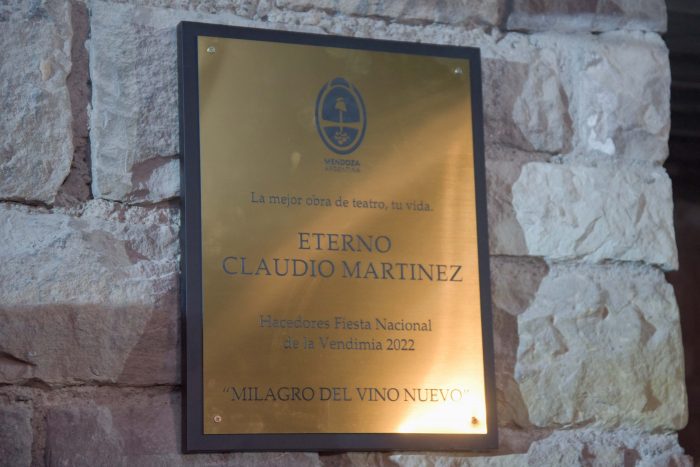 MENDOZA
ARGENTINA
La mejor obra de teatro, tu vida.
ETERNO
CLAUDIO MARTINEZ
Hacedores Fiesta Nacional
de la Vendimia 2022
“MILAGRO DEL VINO NUEVO”